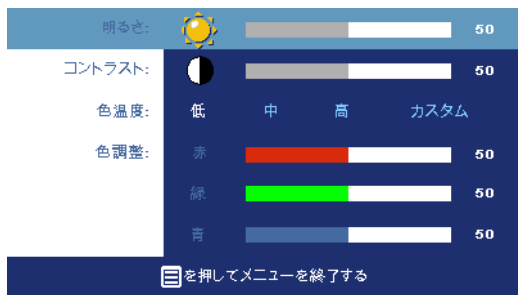 明るさ: 50
コントラスト: 50
色温度: 低 中 高 カスタム
色調整: 赤 50
緑 50
青 50
を押してメニューを終了する